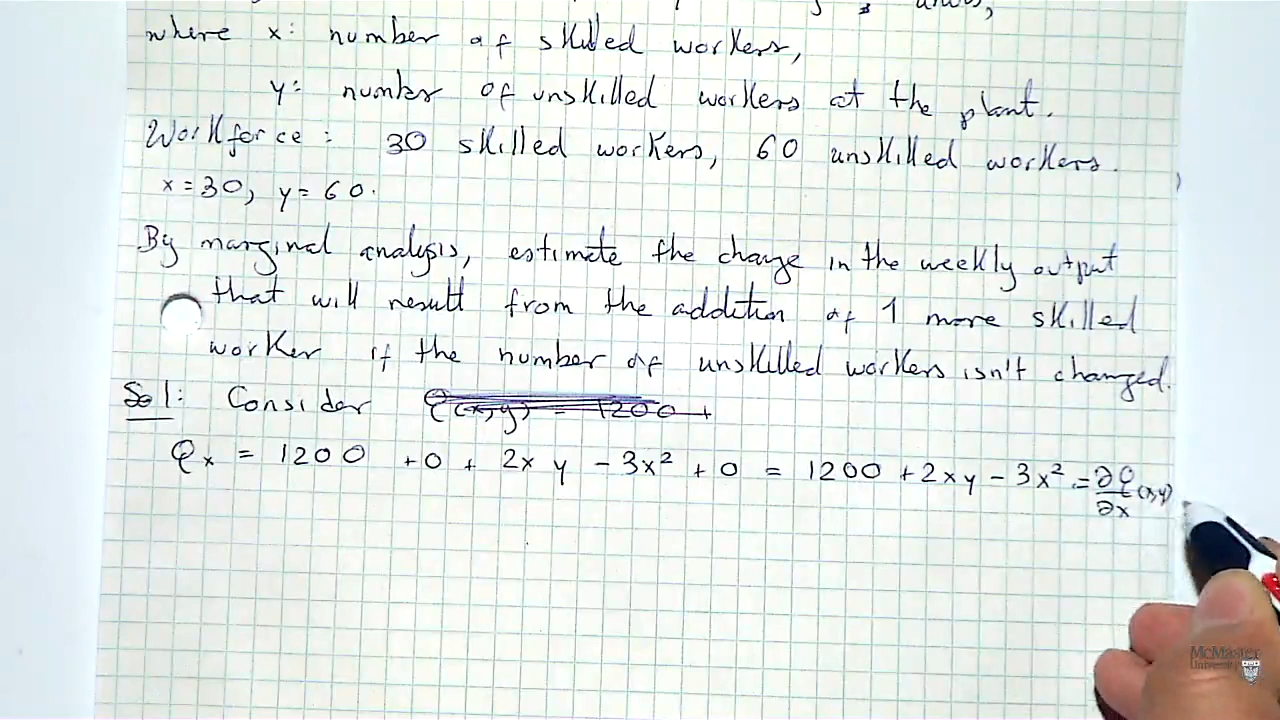 where x: number of skilled workers,
y: number of unskilled workers at the plant.
Workforce: 30 skilled workers, 60 unskilled workers.
x = 30, y = 60.
By marginal analysis, estimate the change in the weekly output
that will result from the addition of 1 more skilled
worker if the number of unskilled workers isn't changed.
Sol: Consider Q(x,y) = 1200 +
Qx = 1200 + 0 + 2xy - 3x² + 0 = 1200 + 2xy - 3x² = ∂Q/∂x (x,y)
McMaster
University